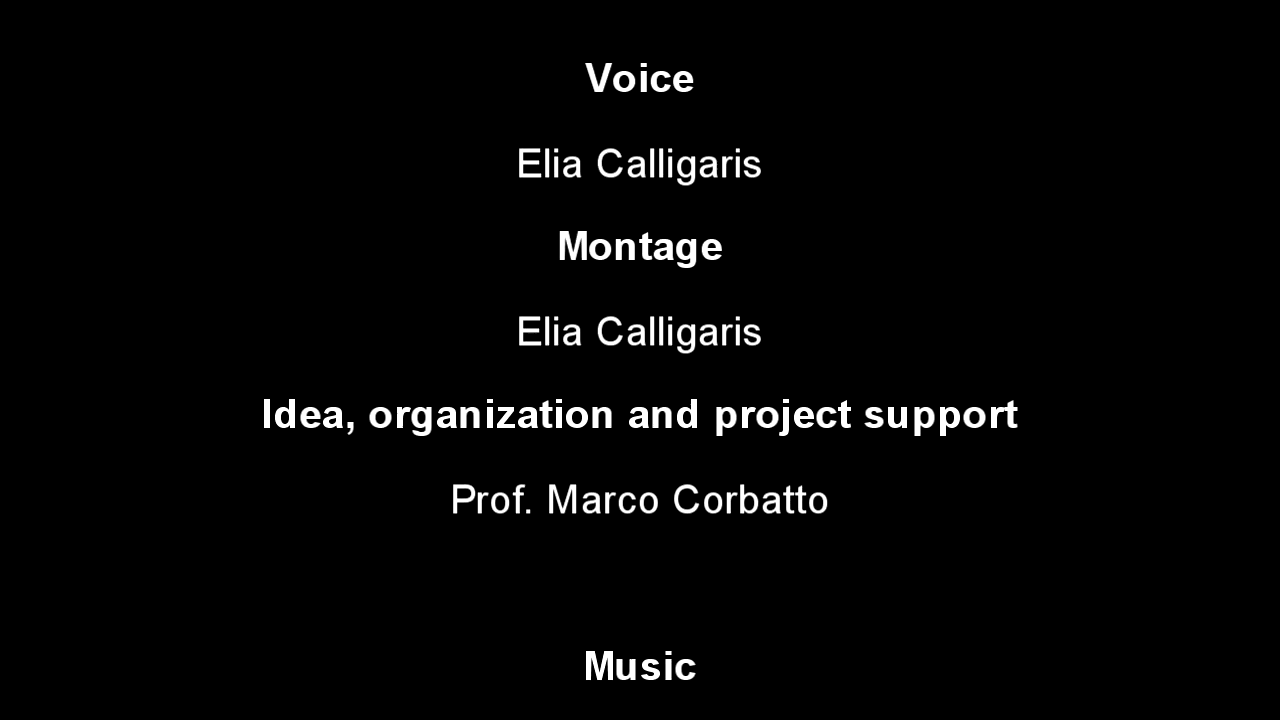 Voice
Elia Calligaris
Montage
Elia Calligaris
Idea, organization and project support
Prof. Marco Corbatto
Music